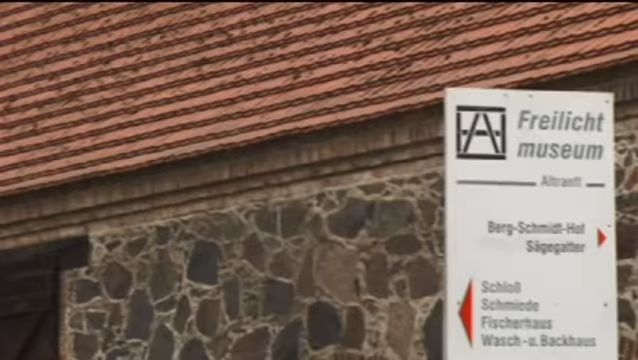 Freilicht
museum
Altranft
Berg-Schmidt-Hof
Sägegatter
Schloß
Schmiede
Fischerhaus
Wasch-u. Backhaus